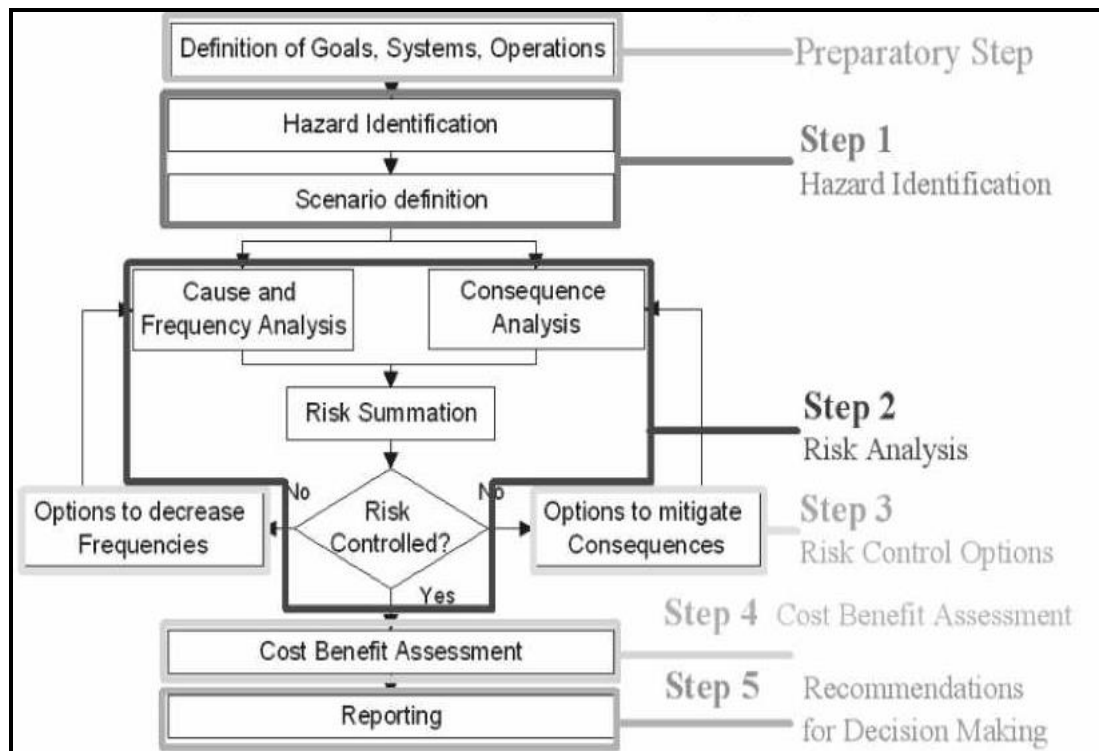 Definition of Goals, Systems, Operations
Preparatory Step
Hazard Identification
Step 1
Hazard Identification
Scenario definition
Cause and
Frequency Analysis
Consequence
Analysis
Risk Summation
Step 2
Risk Analysis
No
No
Options to decrease
Frequencies
Risk
Controlled?
Options to mitigate
Consequences
Step 3
Risk Control Options
Yes
Step 4 Cost Benefit Assessment
Cost Benefit Assessment
Step 5 Recommendations
for Decision Making
Reporting